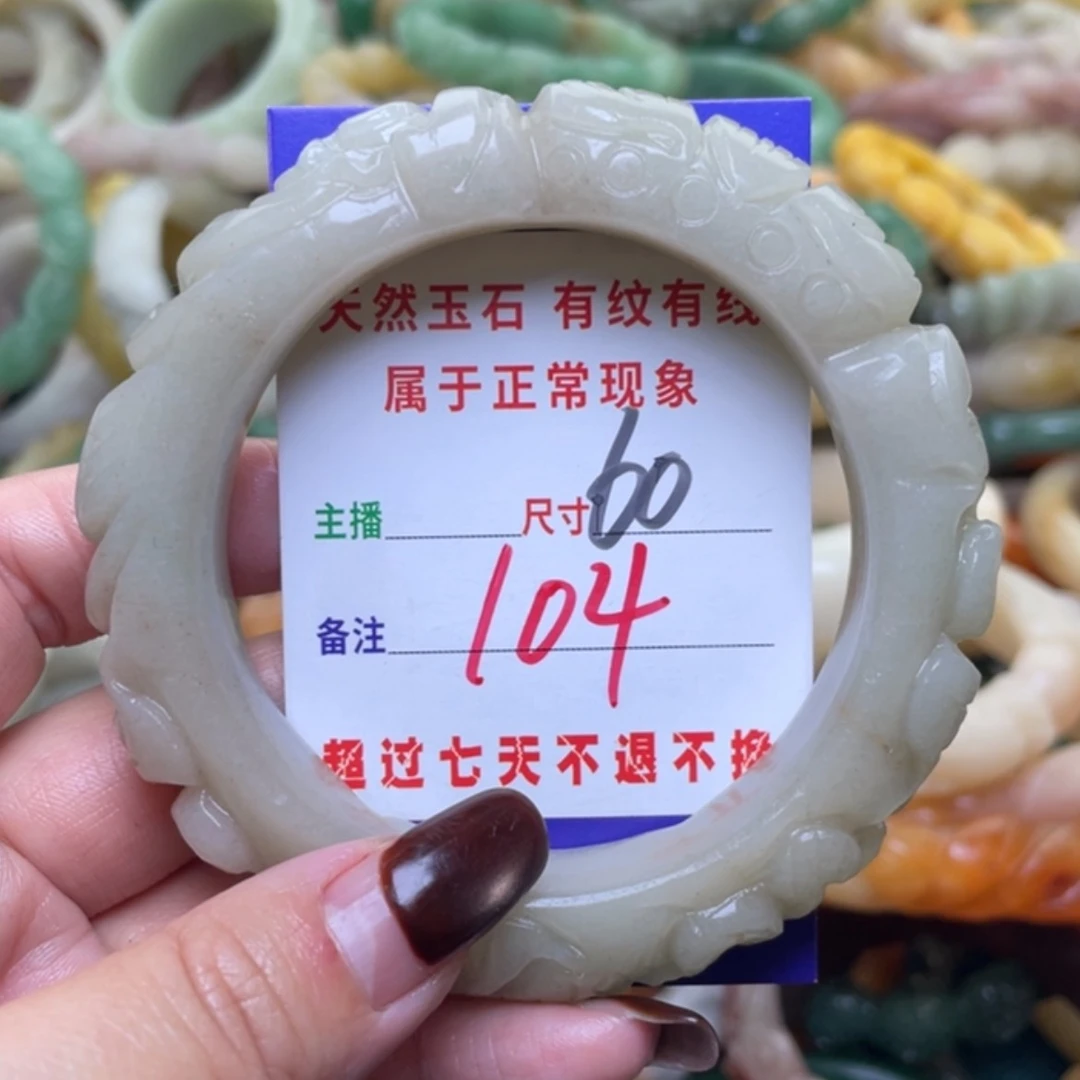 天然玉石 有纹有线
属于正常现象
主播 尺寸 60
104
备注
超过七天不退不换